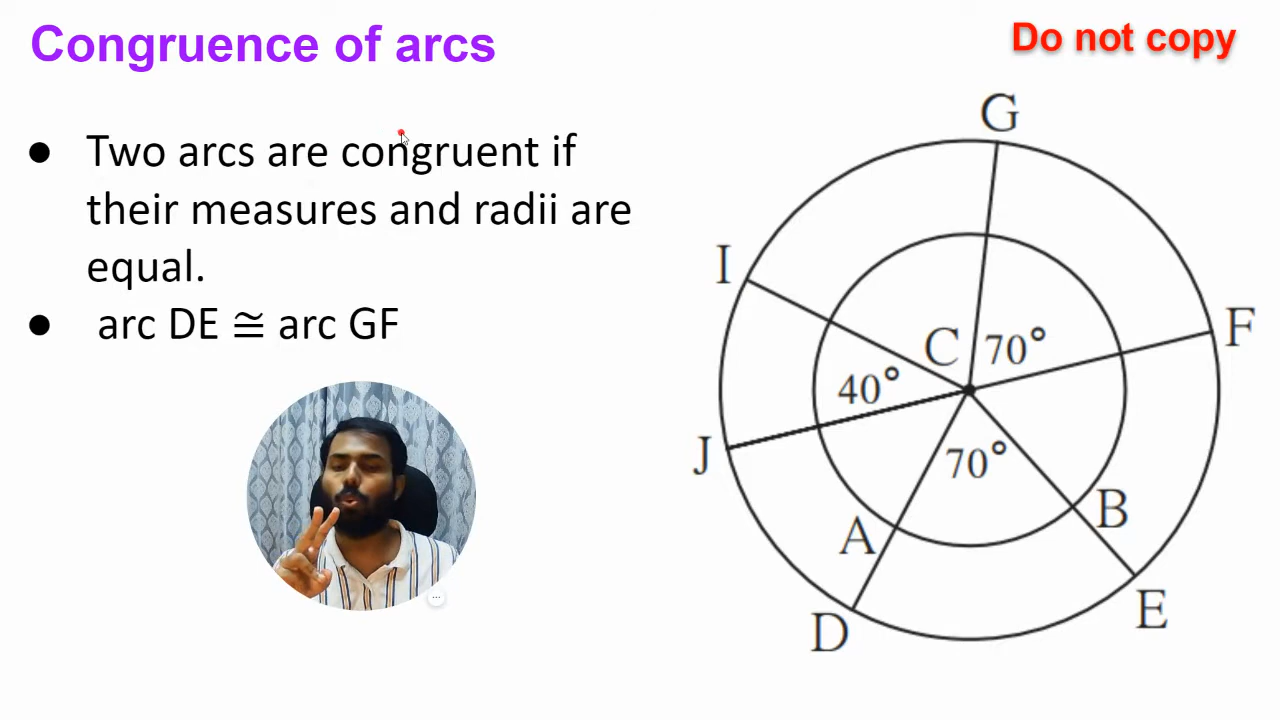 Congruence of arcs
Do not copy
● Two arcs are congruent if
their measures and radii are
equal.
● arc DE ≅ arc GF
G
I
F
C
70°
40°
J
70°
B
A
E
D